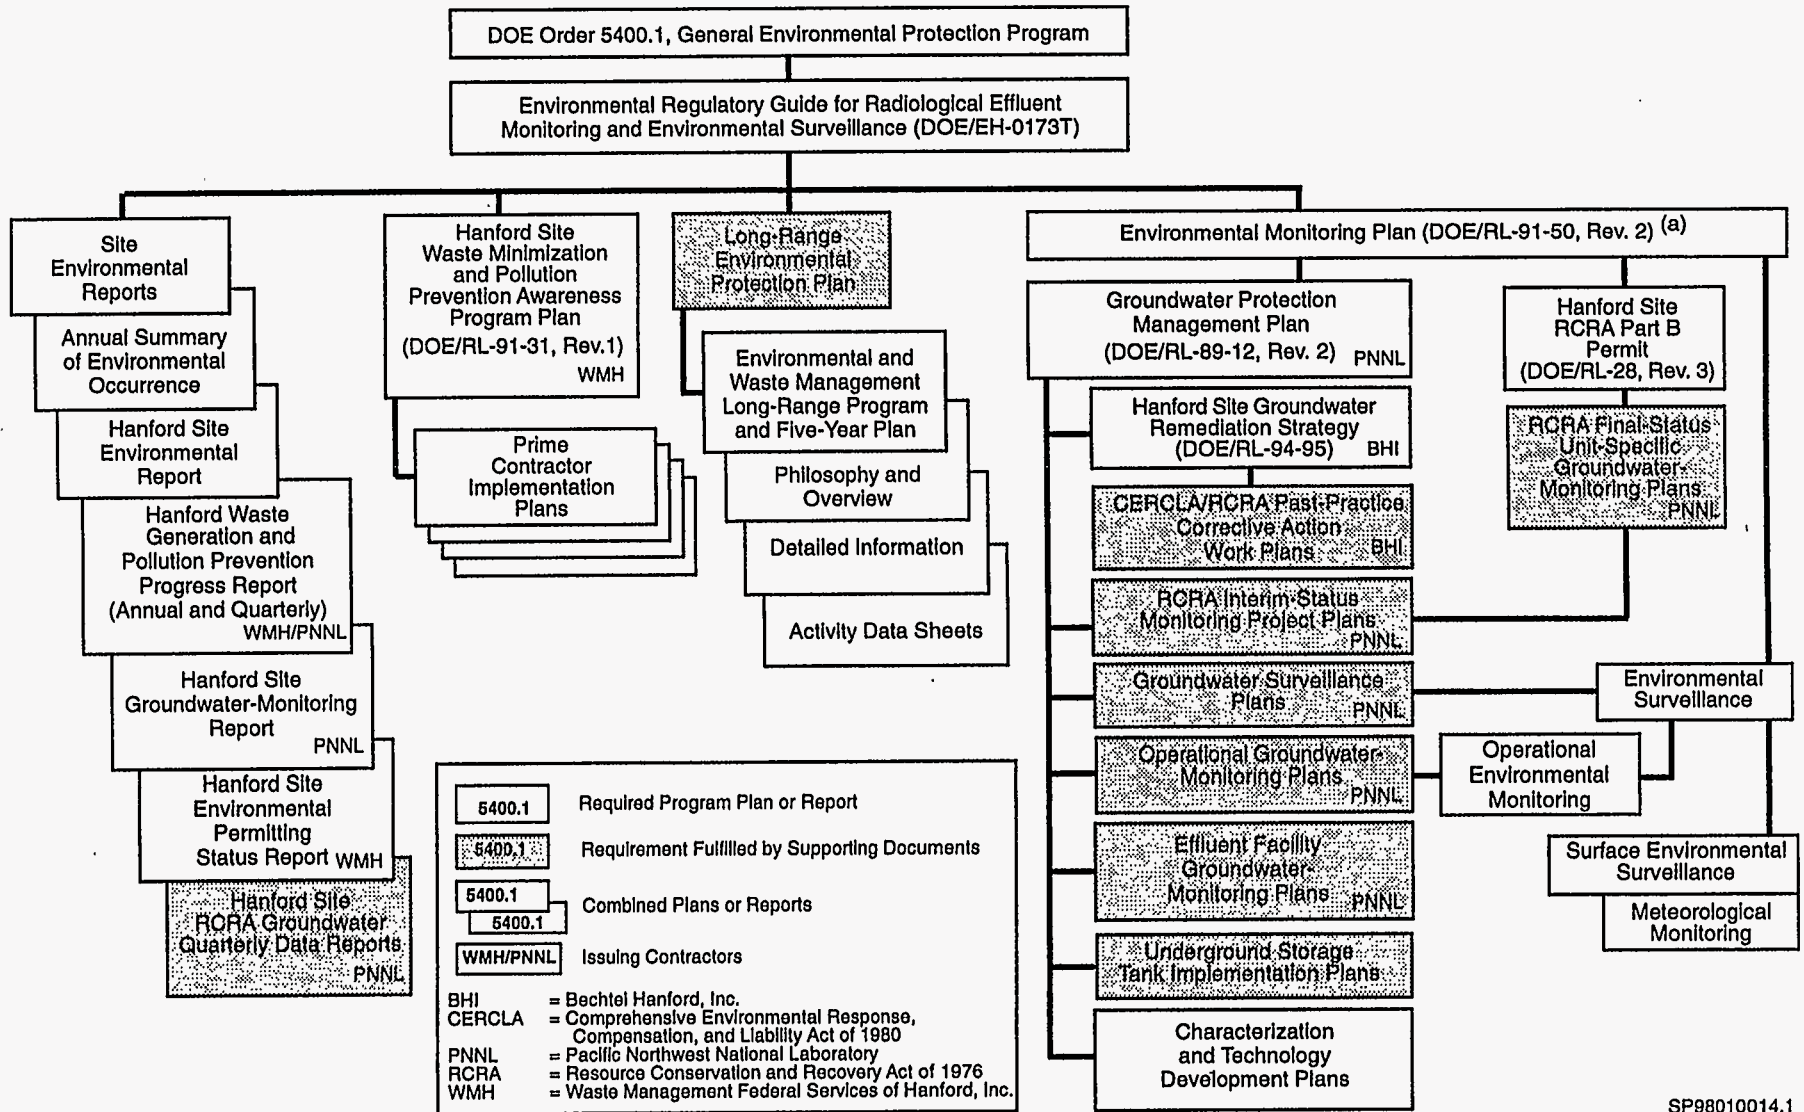 DOE Order 5400.1, General Environmental Protection Program
Environmental Regulatory Guide for Radiological Effluent
Monitoring and Environmental Surveillance (DOE/EH-0173T)
Site
Environmental
Reports
Annual Summary
of Environmental
Occurrence
Hanford Site
Environmental
Report
Hanford Waste
Generation and
Pollution Prevention
Progress Report
(Annual and Quarterly)
WMH/PNNL
Hanford Site
Groundwater-Monitoring
Report
PNNL
Hanford Site
Environmental
Permitting
Status Report WMH
Hanford Site
RCRA Groundwater
Quarterly Data Reports
PNNL
Hanford Site
Waste Minimization
and Pollution
Prevention Awareness
Program Plan
(DOE/RL-91-31, Rev.1)
WMH
Prime
Contractor
Implementation
Plans
Long-Range
Environmental
Protection Plan
Environmental and
Waste Management
Long-Range Program
and Five-Year Plan
Philosophy and
Overview
Detailed Information
Activity Data Sheets
Environmental Monitoring Plan (DOE/RL-91-50, Rev. 2) (a)
Groundwater Protection
Management Plan
(DOE/RL-89-12, Rev. 2) PNNL
Hanford Site Groundwater
Remediation Strategy
(DOE/RL-94-95) BHI
CERCLA/RCRA Past-Practice
Corrective Action
Work Plans BHI
RCRA Interim-Status
Monitoring Project Plans
PNNL
Groundwater Surveillance
Plans
PNNL
Operational Groundwater-
Monitoring Plans
PNNL
Effluent Facility
Groundwater-
Monitoring Plans
PNNL
Underground Storage
Tank Implementation Plans
Characterization
and Technology
Development Plans
Hanford Site
RCRA Part B
Permit
(DOE/RL-28, Rev. 3)
RCRA Final-Status
Unit-Specific
Groundwater-
Monitoring Plans
PNNL
Environmental
Surveillance
Operational
Environmental
Monitoring
Surface Environmental
Surveillance
Meteorological
Monitoring
5400.1 Required Program Plan or Report
5400.1 Requirement Fulfilled by Supporting Documents
5400.1
5400.1
Combined Plans or Reports
WMH/PNNL Issuing Contractors
BHI = Bechtel Hanford, Inc.
CERCLA = Comprehensive Environmental Response,
Compensation, and Liability Act of 1980
PNNL = Pacific Northwest National Laboratory
RCRA = Resource Conservation and Recovery Act of 1976
WMH = Waste Management Federal Services of Hanford, Inc.
SP98010014.1